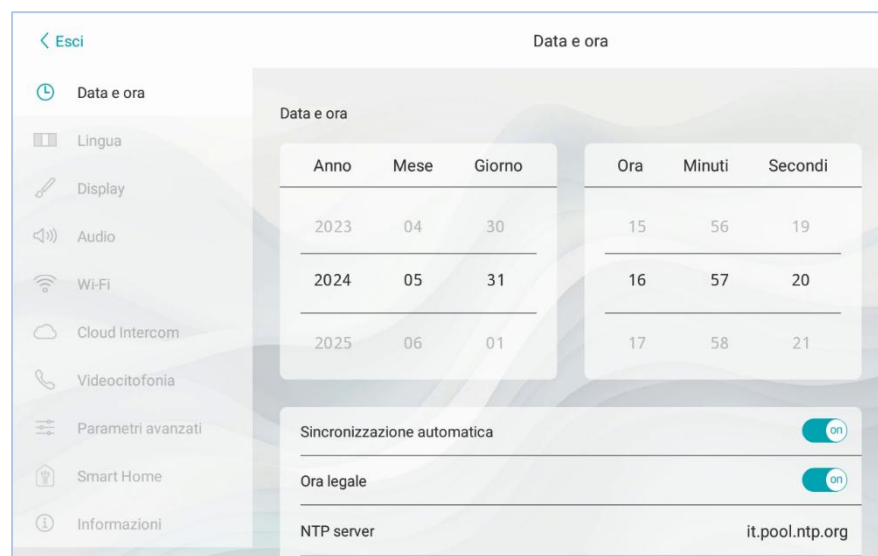 Esci
Data e ora
Data e ora
Lingua
Display
Audio
Wi-Fi
Cloud Intercom
Videocitofonia
Parametri avanzati
Smart Home
Informazioni
Data e ora
Anno Mese Giorno
2023 04 30
2024 05 31
2025 06 01
Ora Minuti Secondi
15 56 19
16 57 20
17 58 21
Sincronizzazione automatica on
Ora legale on
NTP server it.pool.ntp.org